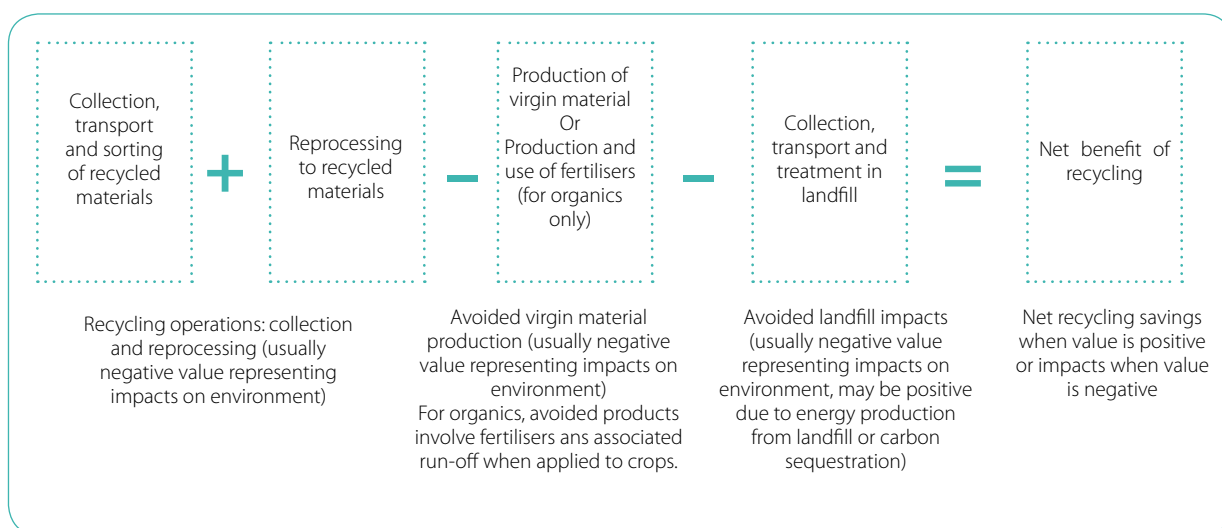 Collection,
transport
and sorting
of recycled
materials
+
Reprocessing
to recycled
materials
–
Production of
virgin material
Or
Production and
use of fertilisers
(for organics
only)
–
Collection,
transport and
treatment in
landfill
=
Net benefit of
recycling
Recycling operations: collection
and reprocessing (usually
negative value representing
impacts on environment)
Avoided virgin material
production (usually negative
value representing impacts on
environment)
For organics, avoided products
involve fertilisers ans associated
run-off when applied to crops.
Avoided landfill impacts
(usually negative value
representing impacts on
environment, may be positive
due to energy production
from landfill or carbon
sequestration)
Net recycling savings
when value is positive
or impacts when value
is negative